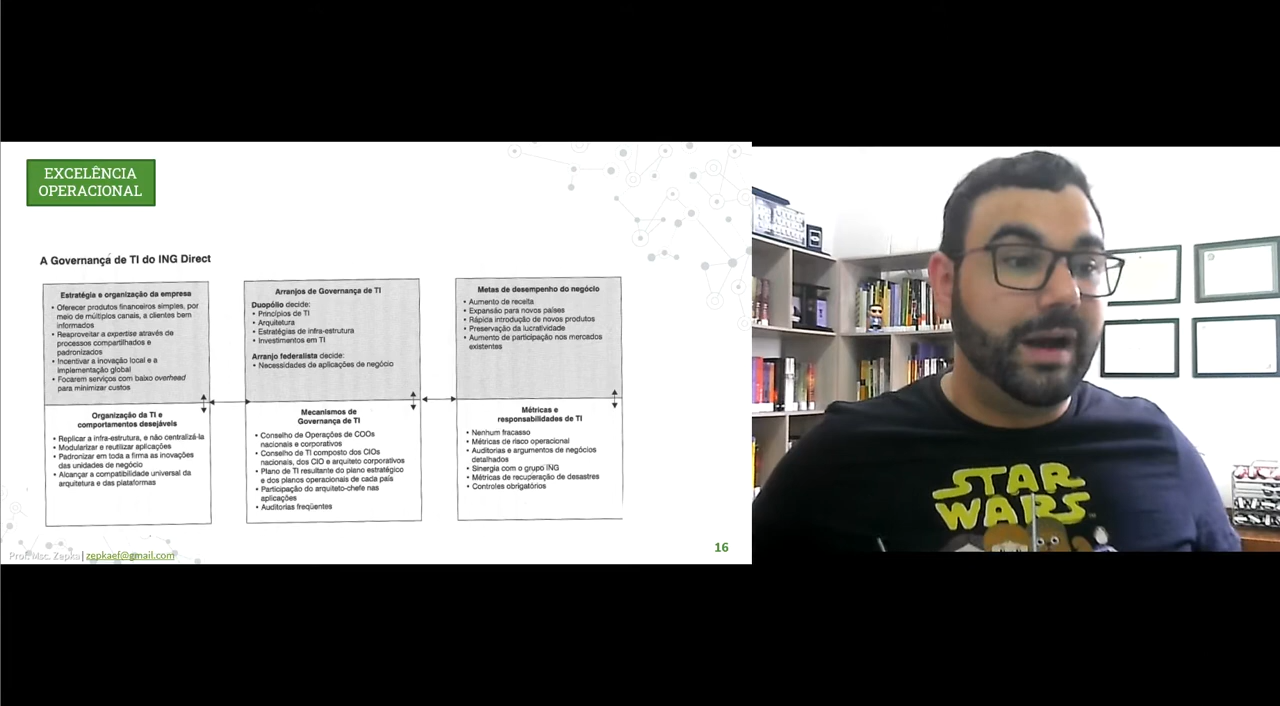 EXCELÊNCIA
OPERACIONAL
A Governança de TI do ING Direct
Estratégia e organização da empresa
• Oferecer produtos financeiros simples, por
meio de múltiplos canais, a clientes bem
informados
• Reaproveitar a expertise através de
processos compartilhados e
padronizados
• Incentivar a inovação local e a
implementação global
• Focarem serviços com baixo overhead
para minimizar custos
Arranjos de Governança de TI
Duopólio decide:
• Princípios de TI
• Arquitetura
• Estratégias de infra-estrutura
• Investimentos em TI
Arranjo federalista decide:
• Necessidades de aplicações de negócio
Metas de desempenho do negócio
• Aumento de receita
• Expansão para novos países
• Rápida introdução de novos produtos
• Preservação da lucratividade
• Aumento de participação nos mercados
existentes
Organização da TI e
comportamentos desejáveis
• Replicar a infra-estrutura, e não centralizá-la
• Modularizar e reutilizar aplicações
• Padronizar em toda a firma as inovações
das unidades de negócio
• Alcançar a compatibilidade universal da
arquitetura e das plataformas
Mecanismos de
Governança de TI
• Conselho de Operações de COOs
nacionais e corporativos
• Conselho de TI composto dos CIOs
nacionais, dos CIO e arquiteto corporativos
• Plano de TI resultante do plano estratégico
e dos planos operacionais de cada país
• Participação do arquiteto-chefe nas
aplicações
• Auditorias freqüentes
Métricas e
responsabilidades de TI
• Nenhum fracasso
• Métricas de risco operacional
• Auditorias e argumentos de negócios
detalhados
• Sinergia com o grupo ING
• Métricas de recuperação de desastres
• Controles obrigatórios
Prof. Msc. Zepka | zepkaef@gmail.com
16
STAR
WARS